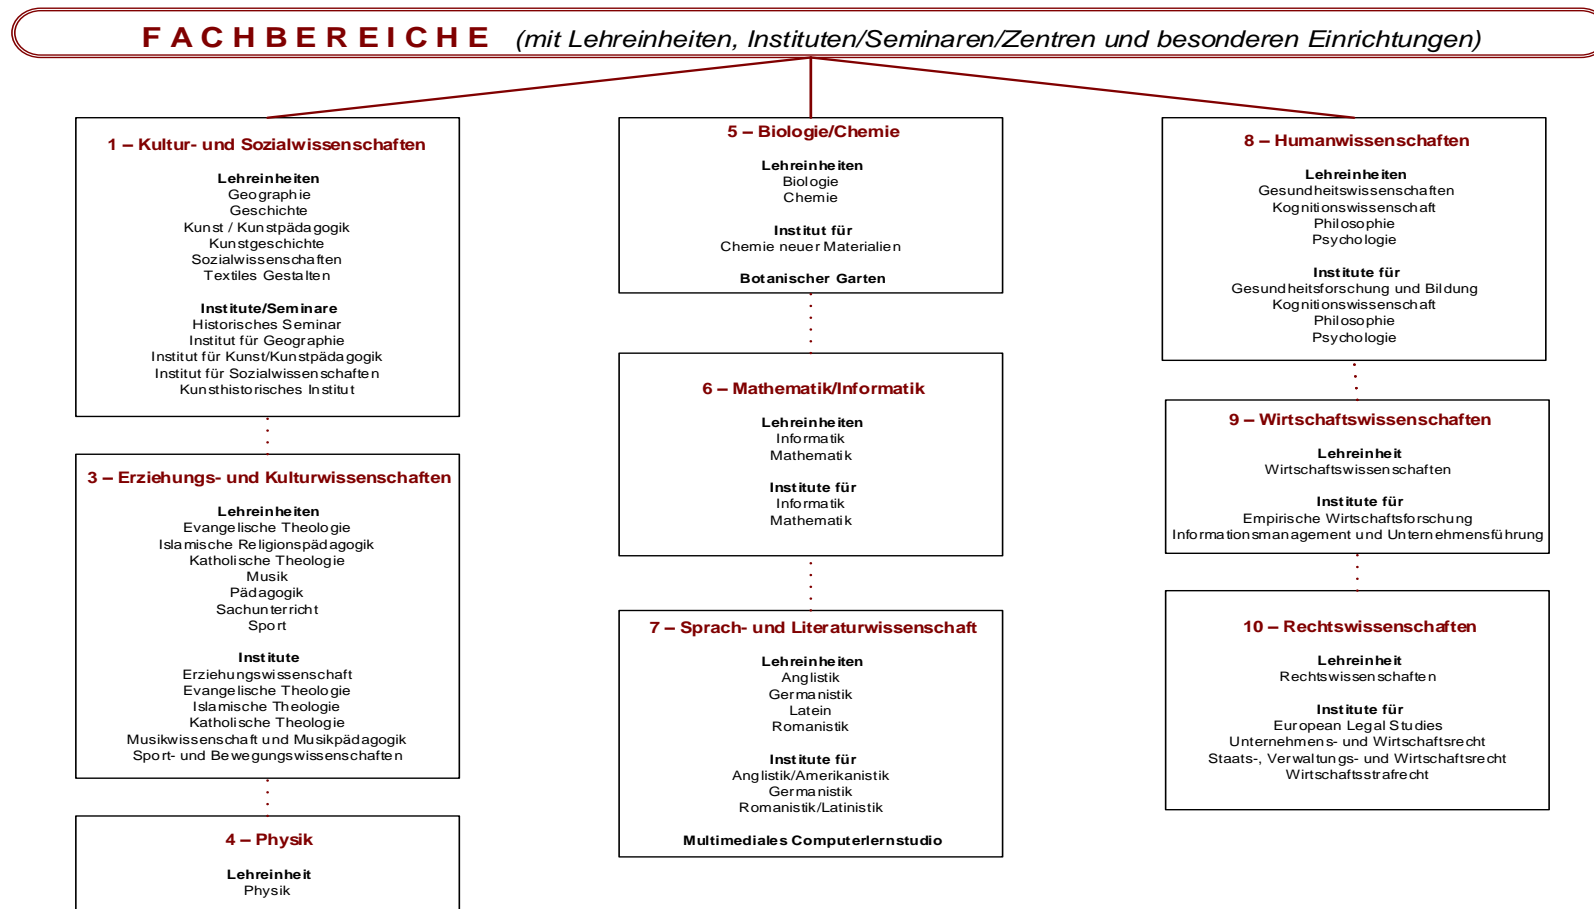 FACHBEREICHE (mit Lehreinheiten, Instituten/Seminaren/Zentren und besonderen Einrichtungen)
1 – Kultur- und Sozialwissenschaften
Lehreinheiten
Geographie
Geschichte
Kunst / Kunstpädagogik
Kunstgeschichte
Sozialwissenschaften
Textiles Gestalten
Institute/Seminare
Historisches Seminar
Institut für Geographie
Institut für Kunst/Kunstpädagogik
Institut für Sozialwissenschaften
Kunsthistorisches Institut
3 – Erziehungs- und Kulturwissenschaften
Lehreinheiten
Evangelische Theologie
Islamische Religionspädagogik
Katholische Theologie
Musik
Pädagogik
Sachunterricht
Sport
Institute
Erziehungswissenschaft
Evangelische Theologie
Islamische Theologie
Katholische Theologie
Musikwissenschaft und Musikpädagogik
Sport- und Bewegungswissenschaften
4 – Physik
Lehreinheit
Physik
5 – Biologie/Chemie
Lehreinheiten
Biologie
Chemie
Institut für
Chemie neuer Materialien
Botanischer Garten
6 – Mathematik/Informatik
Lehreinheiten
Informatik
Mathematik
Institute für
Informatik
Mathematik
7 – Sprach- und Literaturwissenschaft
Lehreinheiten
Anglistik
Germanistik
Latein
Romanistik
Institute für
Anglistik/Amerikanistik
Germanistik
Romanistik/Latinistik
Multimediales Computerlernstudio
8 – Humanwissenschaften
Lehreinheiten
Gesundheitswissenschaften
Kognitionswissenschaft
Philosophie
Psychologie
Institute für
Gesundheitsforschung und Bildung
Kognitionswissenschaft
Philosophie
Psychologie
9 – Wirtschaftswissenschaften
Lehreinheit
Wirtschaftswissenschaften
Institute für
Empirische Wirtschaftsforschung
Informationsmanagement und Unternehmensführung
10 – Rechtswissenschaften
Lehreinheit
Rechtswissenschaften
Institute für
European Legal Studies
Unternehmens- und Wirtschaftsrecht
Staats-, Verwaltungs- und Wirtschaftsrecht
Wirtschaftsstrafrecht